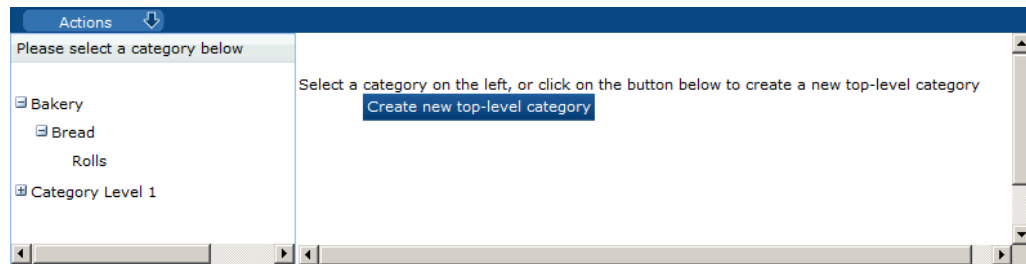 Actions
Please select a category below
Bakery
Bread
Rolls
Category Level 1
Select a category on the left, or click on the button below to create a new top-level category
Create new top-level category